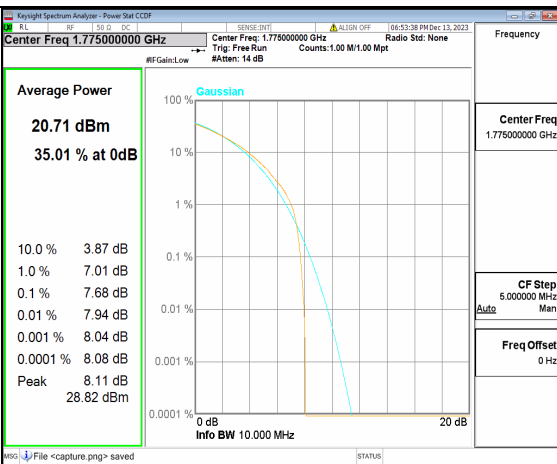 Keysight Spectrum Analyzer - Power Stat CCDF
RL RF 50 Ω DC SENSE:INT ALIGN OFF 06:53:38 PM Dec 13, 2023
Center Freq 1.775000000 GHz
Center Freq: 1.775000000 GHz Radio Std: None
Trig: Free Run Counts:1.00 M/1.00 Mpt
#IFGain:Low #Atten: 14 dB
Frequency
Average Power
20.71 dBm
35.01 % at 0dB
10.0 % 3.87 dB
1.0 % 7.01 dB
0.1 % 7.68 dB
0.01 % 7.94 dB
0.001 % 8.04 dB
0.0001 % 8.08 dB
Peak 8.11 dB
28.82 dBm
Gaussian
100 %
10 %
1 %
0.1 %
0.01 %
0.001 %
0.0001 %
0 dB 20 dB
Info BW 10.000 MHz
Center Freq
1.775000000 GHz
CF Step
5.000000 MHz
Auto Man
Freq Offset
0 Hz
MSG File <capture.png> saved STATUS